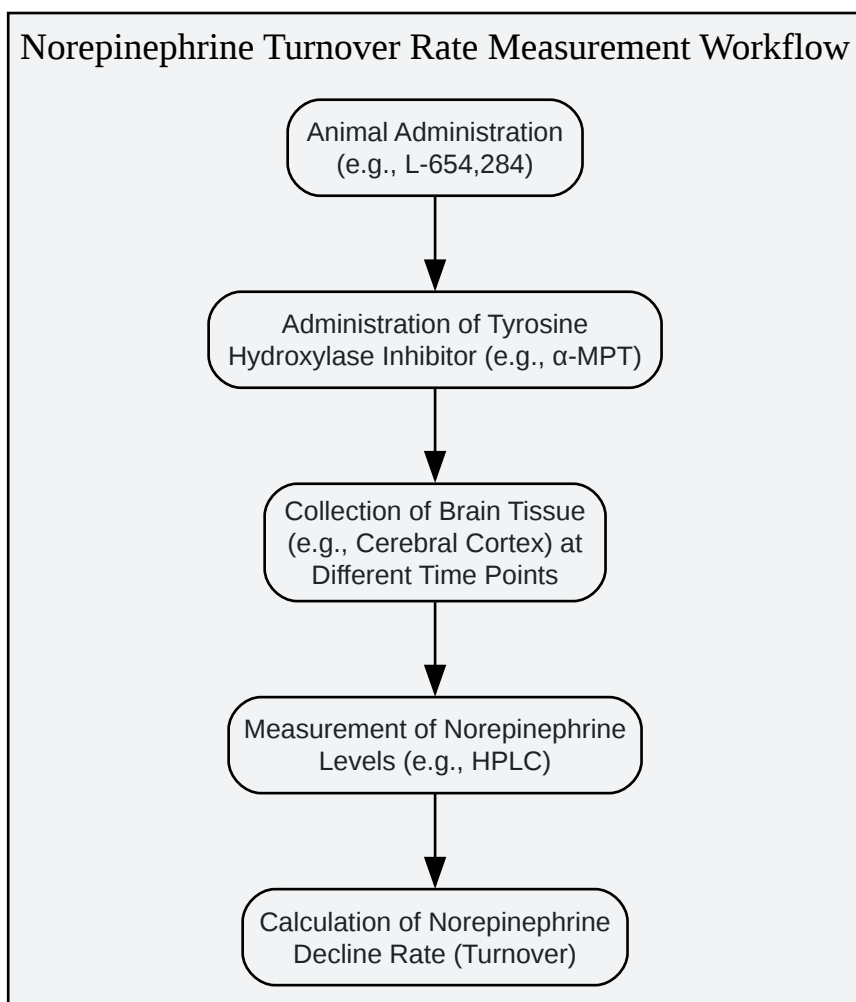 Norepinephrine Turnover Rate Measurement Workflow
Animal Administration
(e.g., L-654,284)
Administration of Tyrosine
Hydroxylase Inhibitor (e.g., α-MPT)
Collection of Brain Tissue
(e.g., Cerebral Cortex) at
Different Time Points
Measurement of Norepinephrine
Levels (e.g., HPLC)
Calculation of Norepinephrine
Decline Rate (Turnover)